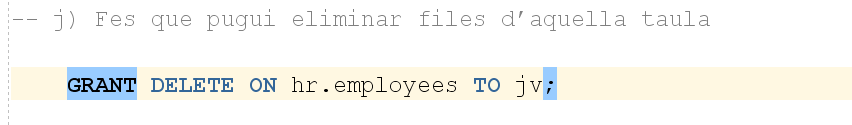 -- j) Fes que pugui eliminar files d’aquella taula
GRANT DELETE ON hr.employees TO jv;